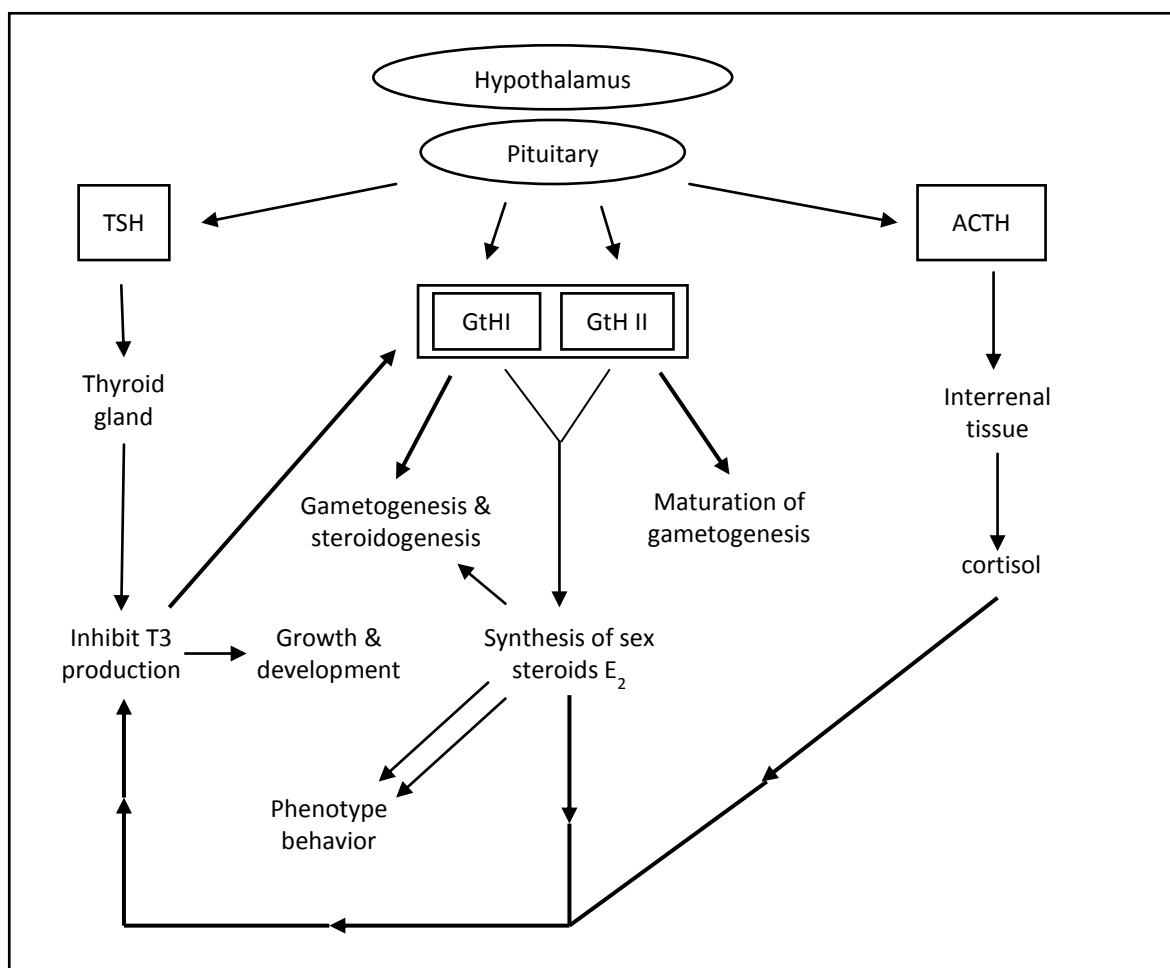 Hypothalamus
Pituitary
TSH
ACTH
GtHI
GtH II
Thyroid
gland
Interrenal
tissue
Gametogenesis &
steroidogenesis
Maturation of
gametogenesis
cortisol
Inhibit T3
production
Growth &
development
Synthesis of sex
steroids E₂
Phenotype
behavior